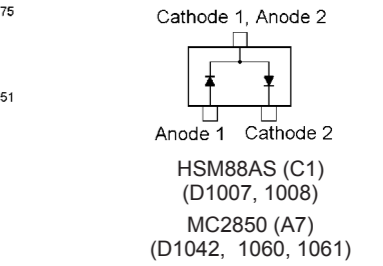 75
Cathode 1, Anode 2
51
Anode 1 Cathode 2
HSM88AS (C1)
(D1007, 1008)
MC2850 (A7)
(D1042, 1060, 1061)